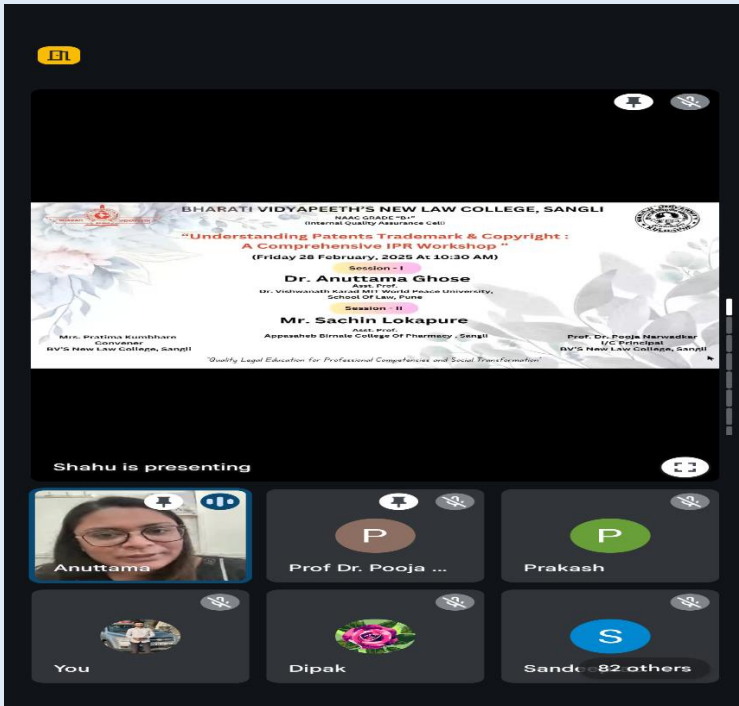 BHARATI VIDYAPEETH'S NEW LAW COLLEGE, SANGLI
NAAC GRADE "B+"
(Internal Quality Assurance Cell)
"Understanding Patents Trademark & Copyright :
A Comprehensive IPR Workshop "
(Friday 28 February, 2025 At 10:30 AM)
Session - I
Dr. Anuttama Ghose
Asst. Prof.
Dr. Vishwanath Karad MIT World Peace University,
School Of Law, Pune
Session - II
Mr. Sachin Lokapure
Asst. Prof.
Appasaheb Birnale College Of Pharmacy , Sangli
Mrs. Pratima Kumbhare
Convener
BV'S New Law College, Sangli
Prof. Dr. Pooja Narwadkar
I/C Principal
BV'S New Law College, Sangli
"Quality Legal Education for Professional Competencies and Social Transformation"
Shahu is presenting
Anuttama
P
Prof Dr. Pooja ...
P
Prakash
You
Dipak
S
82 others